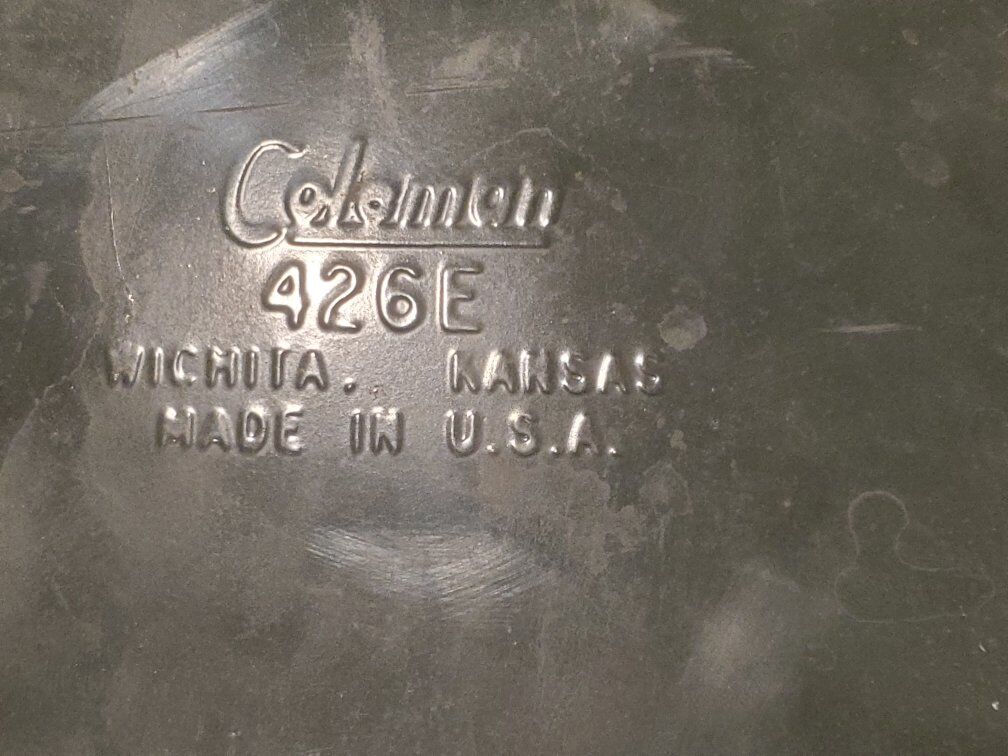 Coleman
426E
WICHITA, KANSAS
MADE IN U.S.A.